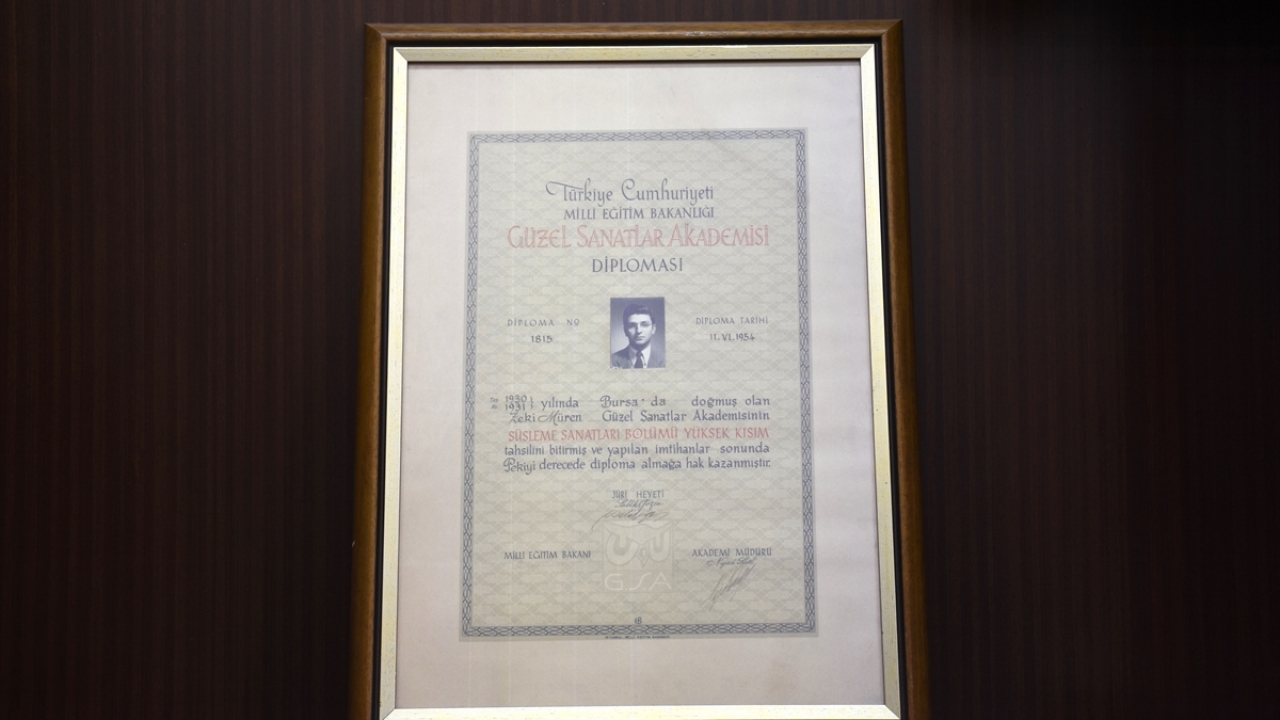 Türkiye Cumhuriyeti
MİLLİ EĞİTİM BAKANLIĞI
GÜZEL SANATLAR AKADEMİSİ
DİPLOMASI
DİPLOMA NO
1815
DİPLOMA TARİHİ
11.VI.1954
1930
1931 yılında Bursa'da doğmuş olan
Zeki Müren Güzel Sanatlar Akademisinin
SÜSLEME SANATLARI BÖLÜMÜ YÜKSEK KISIM
tahsilini bitirmiş ve yapılan imtihanlar sonunda
Pekiyi derecede diploma almağa hak kazanmıştır.
JÜRİ HEYETİ
MİLLİ EĞİTİM BAKANI
AKADEMİ MÜDÜRÜ
GSA